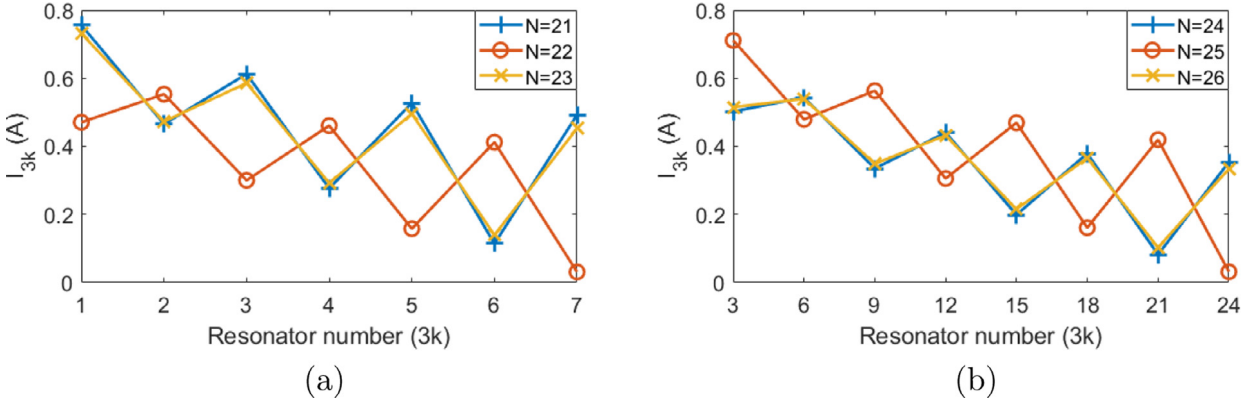 0.8
0.6
0.4
0.2
0
I3k (A)
1 2 3 4 5 6 7
Resonator number (3k)
N=21
N=22
N=23
(a)
0.8
0.6
0.4
0.2
0
I3k (A)
3 6 9 12 15 18 21 24
Resonator number (3k)
N=24
N=25
N=26
(b)